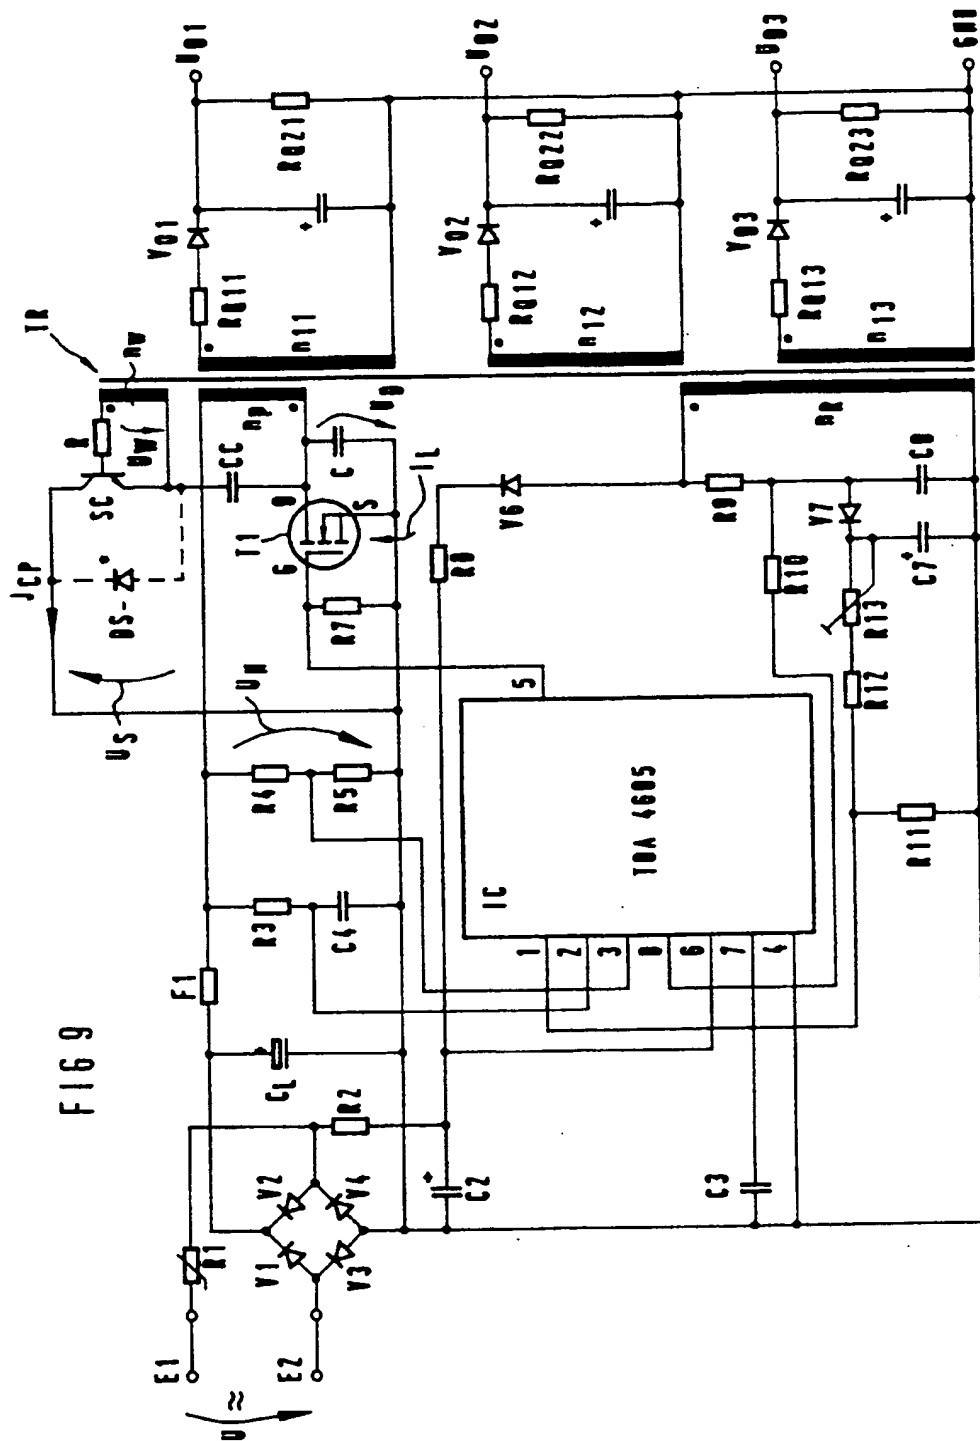 FIG 9
E1
E2
U ≈
R1
V1
V2
V3
V4
R2
CL
F1
R3
C4
R4
R5
UN
US
JCP
DS-
SC
R
UW
nW
TR
CC
nP
T1
G
D
S
C
UD
IL
R7
C2
C3
IC
TDA 4605
1
2
3
8
6
7
4
5
R8
V6
R9
R10
V7
C8
C7
R13
R12
R11
nR
n11
RQ11
VQ1
RQZ1
UQ1
n12
RQ12
VQ2
RQZ2
UQ2
n13
RQ13
VQ3
RQZ3
UQ3
GND